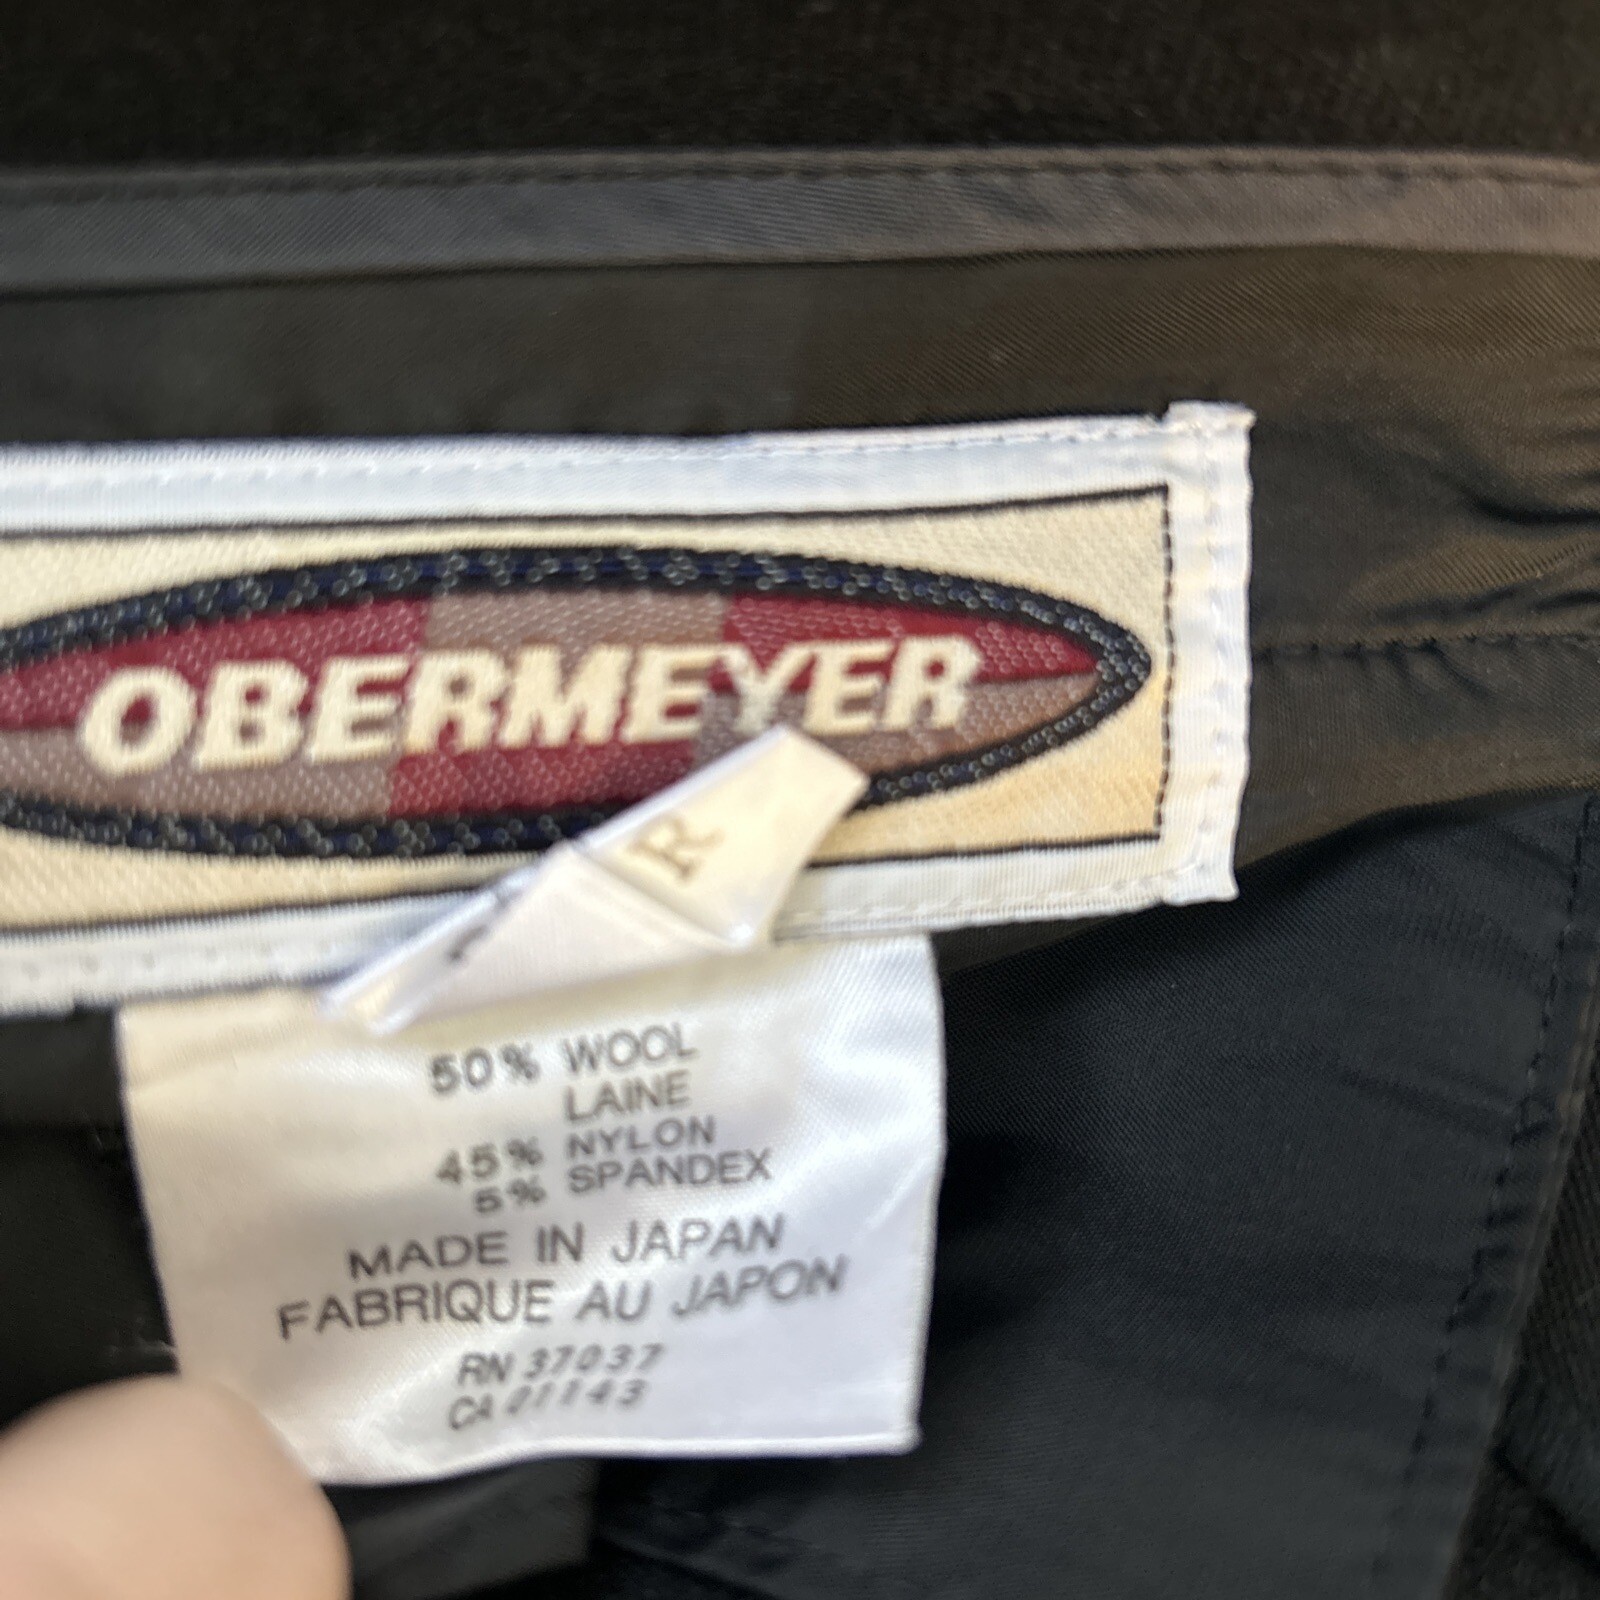 OBERMEYER
R
50% WOOL
LAINE
45% NYLON
5% SPANDEX
MADE IN JAPAN
FABRIQUE AU JAPON
RN 37037
CA 01143